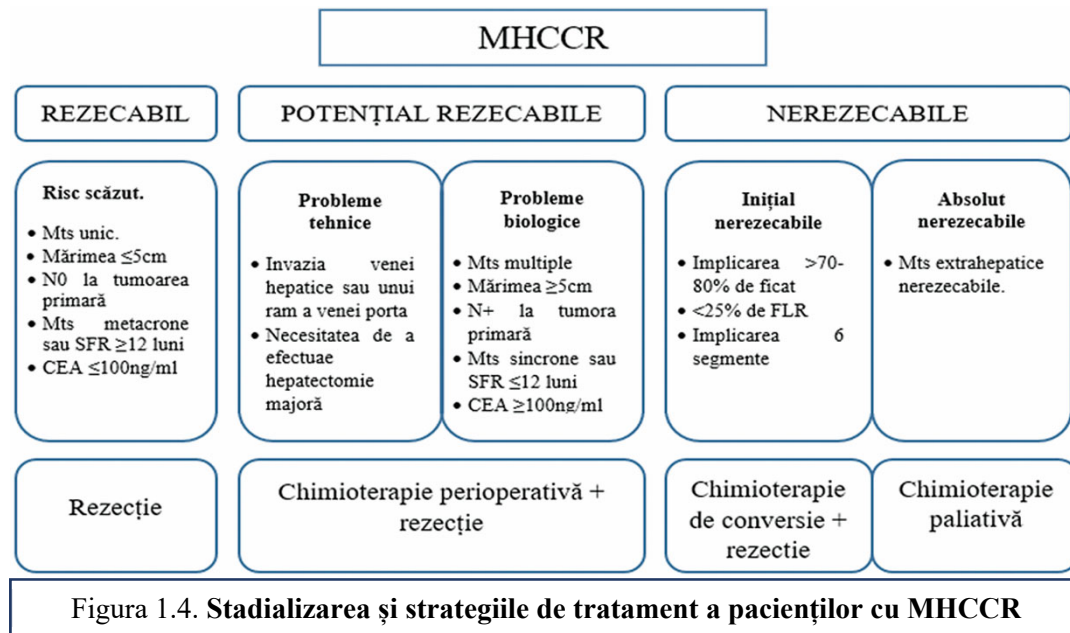 MHCCR
REZECABIL
POTENȚIAL REZECABILE
NEREZECABILE
Risc scăzut.
• Mts unic.
• Mărimea ≤5cm
• N0 la tumoarea
primară
• Mts metacrone
sau SFR ≥12 luni
• CEA ≤100ng/ml
Probleme
tehnice
• Invazia venei
hepatice sau unui
ram a venei porta
• Necesitatea de a
efectuae
hepatectomie
majoră
Probleme
biologice
• Mts multiple
• Mărimea ≥5cm
• N+ la tumora
primară
• Mts sincrone sau
SFR ≤12 luni
• CEA ≥100ng/ml
Inițial
nerezecabile
• Implicarea >70-
80% de ficat
• <25% de FLR
• Implicarea 6
segmente
Absolut
nerezecabile
• Mts extrahepatice
nerezecabile.
Rezecție
Chimioterapie perioperativă +
rezecție
Chimioterapie
de conversie +
rezectie
Chimioterapie
paliativă
Figura 1.4. Stadializarea și strategiile de tratament a pacienților cu MHCCR